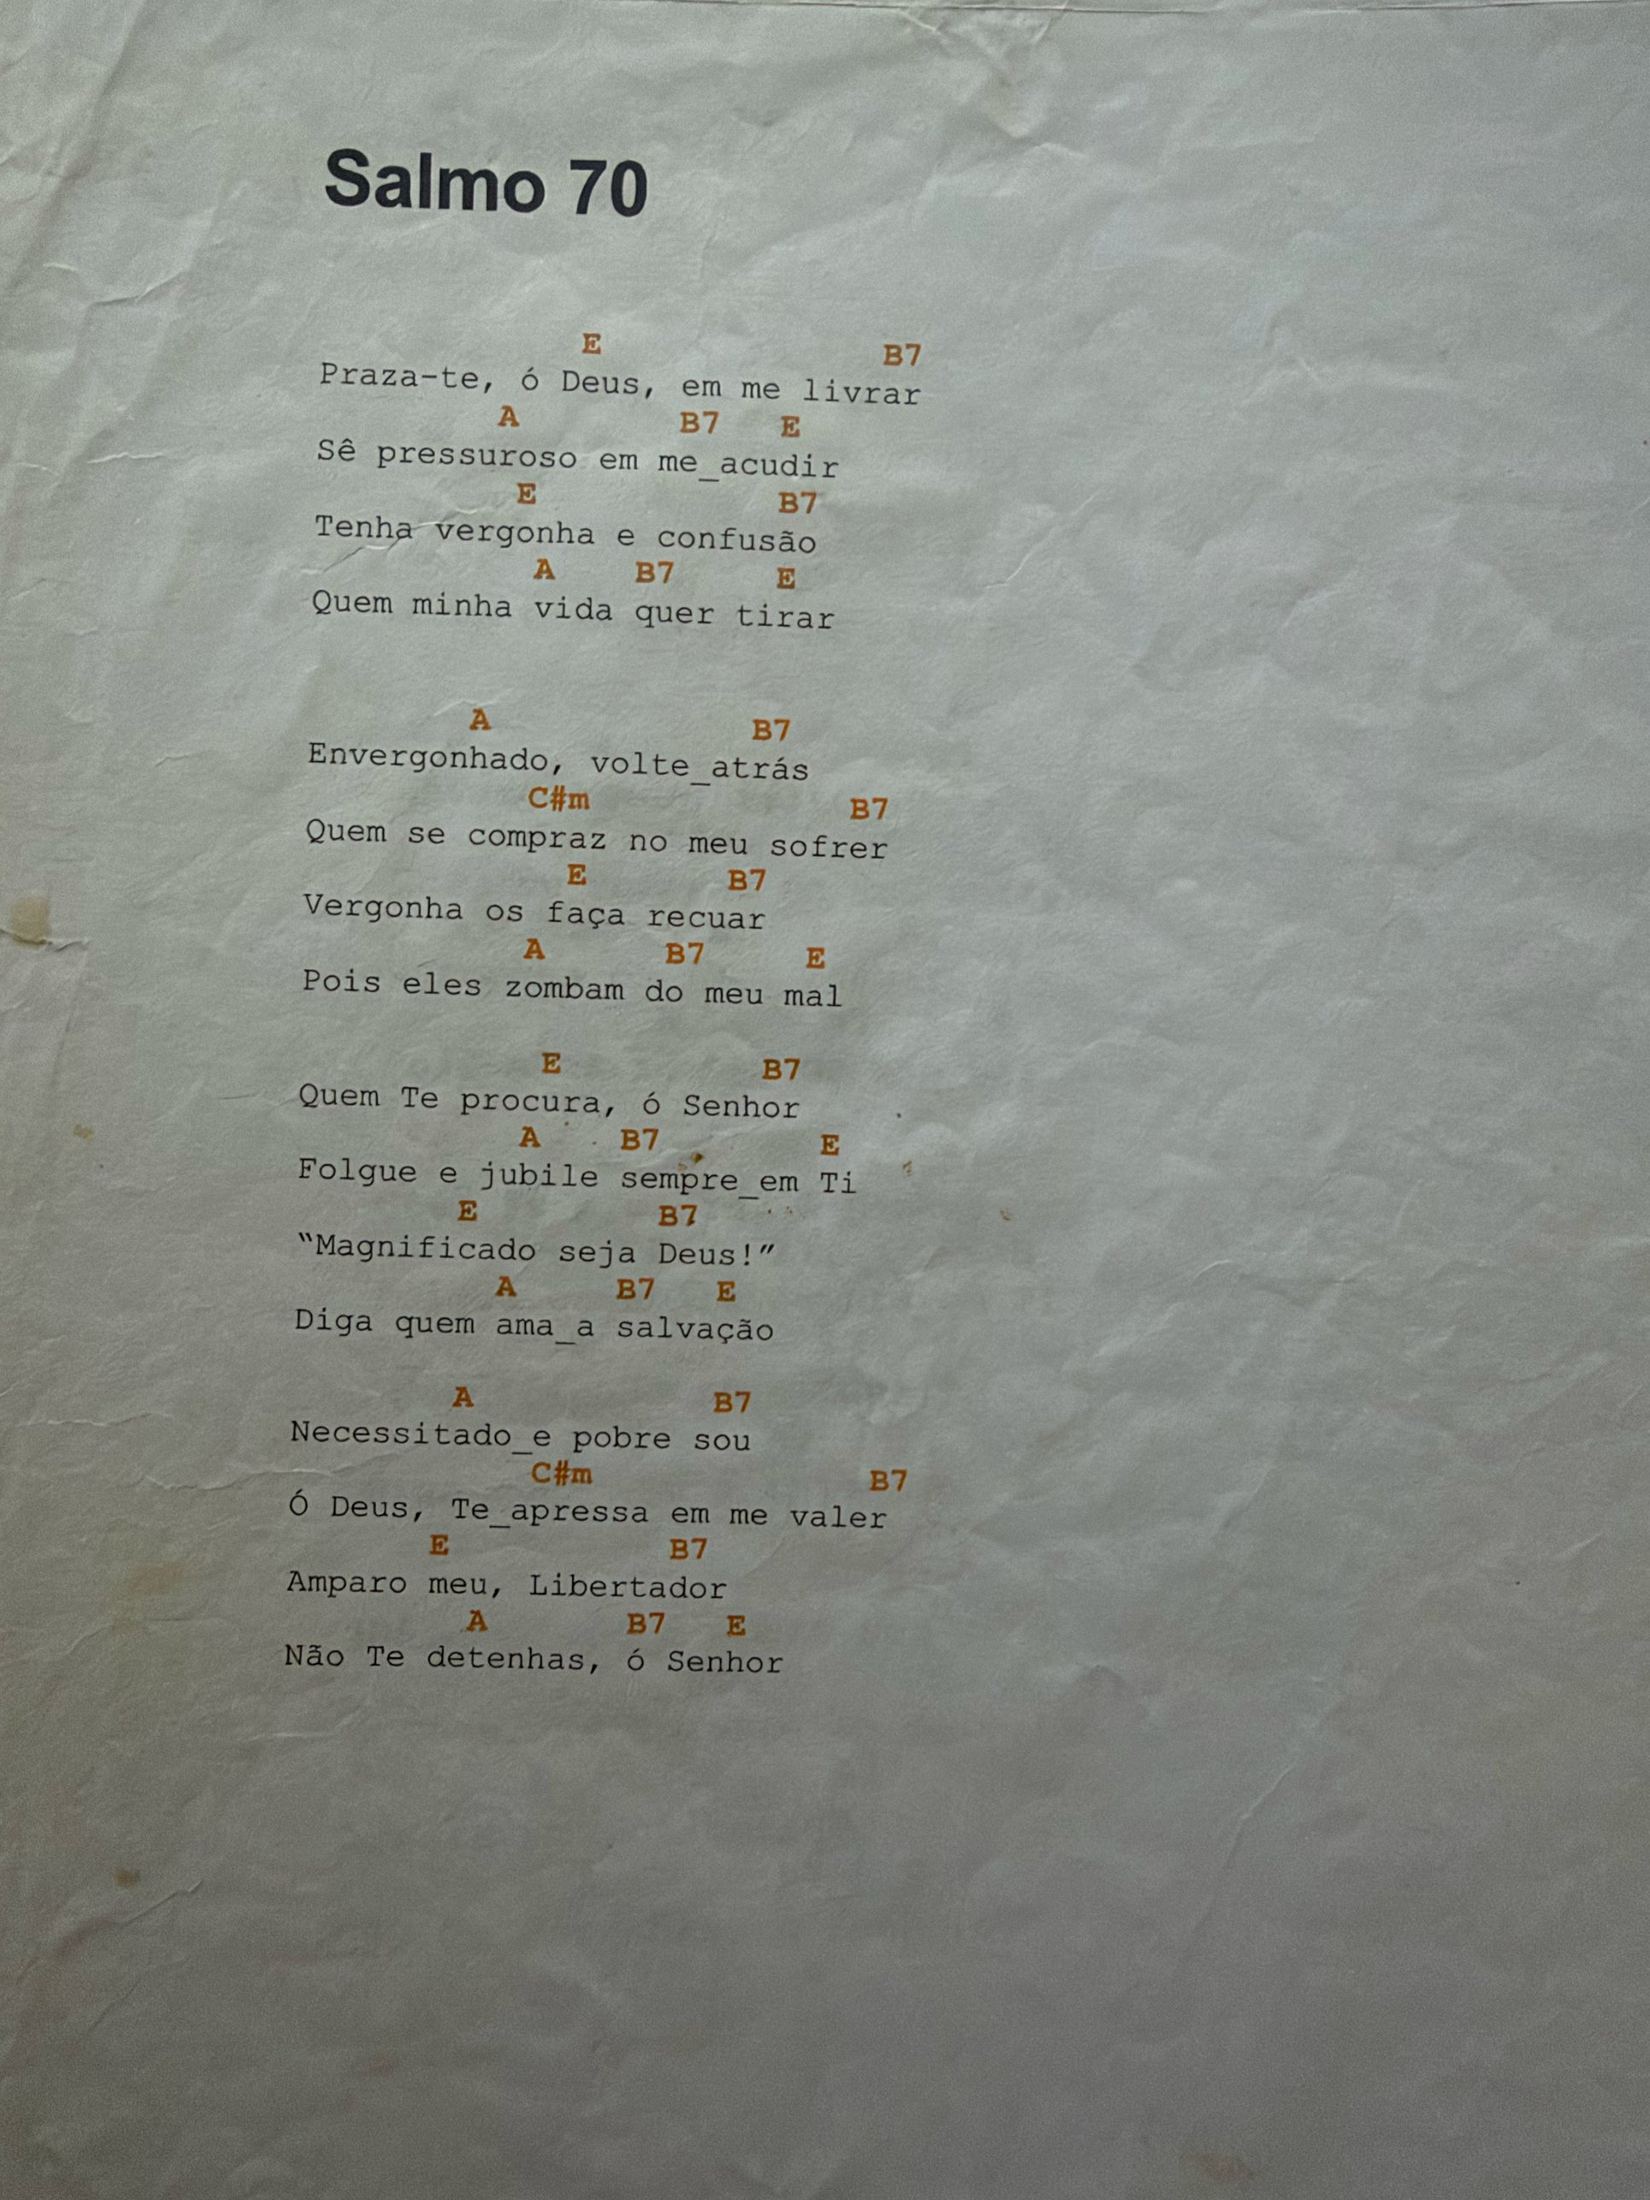 Salmo 70
E B7
Praza-te, ó Deus, em me livrar
A B7 E
Sê pressuroso em me_acudir
E B7
Tenha vergonha e confusão
A B7 E
Quem minha vida quer tirar
A B7
Envergonhado, volte_atrás
C#m B7
Quem se compraz no meu sofrer
E B7
Vergonha os faça recuar
A B7 E
Pois eles zombam do meu mal
E B7
Quem Te procura, ó Senhor
A B7 E
Folgue e jubile sempre_em Ti
E B7
“Magnificado seja Deus!”
A B7 E
Diga quem ama_a salvação
A B7
Necessitado_e pobre sou
C#m B7
Ó Deus, Te_apressa em me valer
E B7
Amparo meu, Libertador
A B7 E
Não Te detenhas, ó Senhor